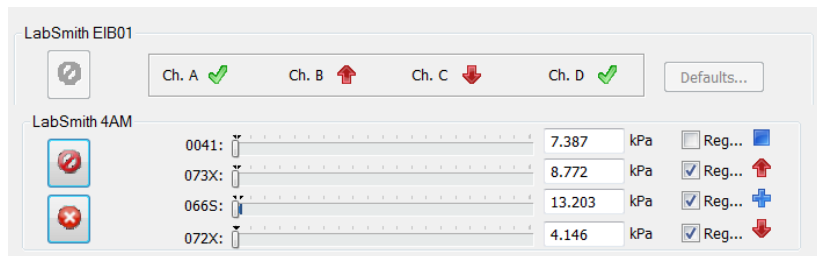 LabSmith EIB01
Ch. A Ch. B Ch. C Ch. D Defaults...
LabSmith 4AM
0041: 7.387 kPa Reg...
073X: 8.772 kPa Reg...
066S: 13.203 kPa Reg...
072X: 4.146 kPa Reg...